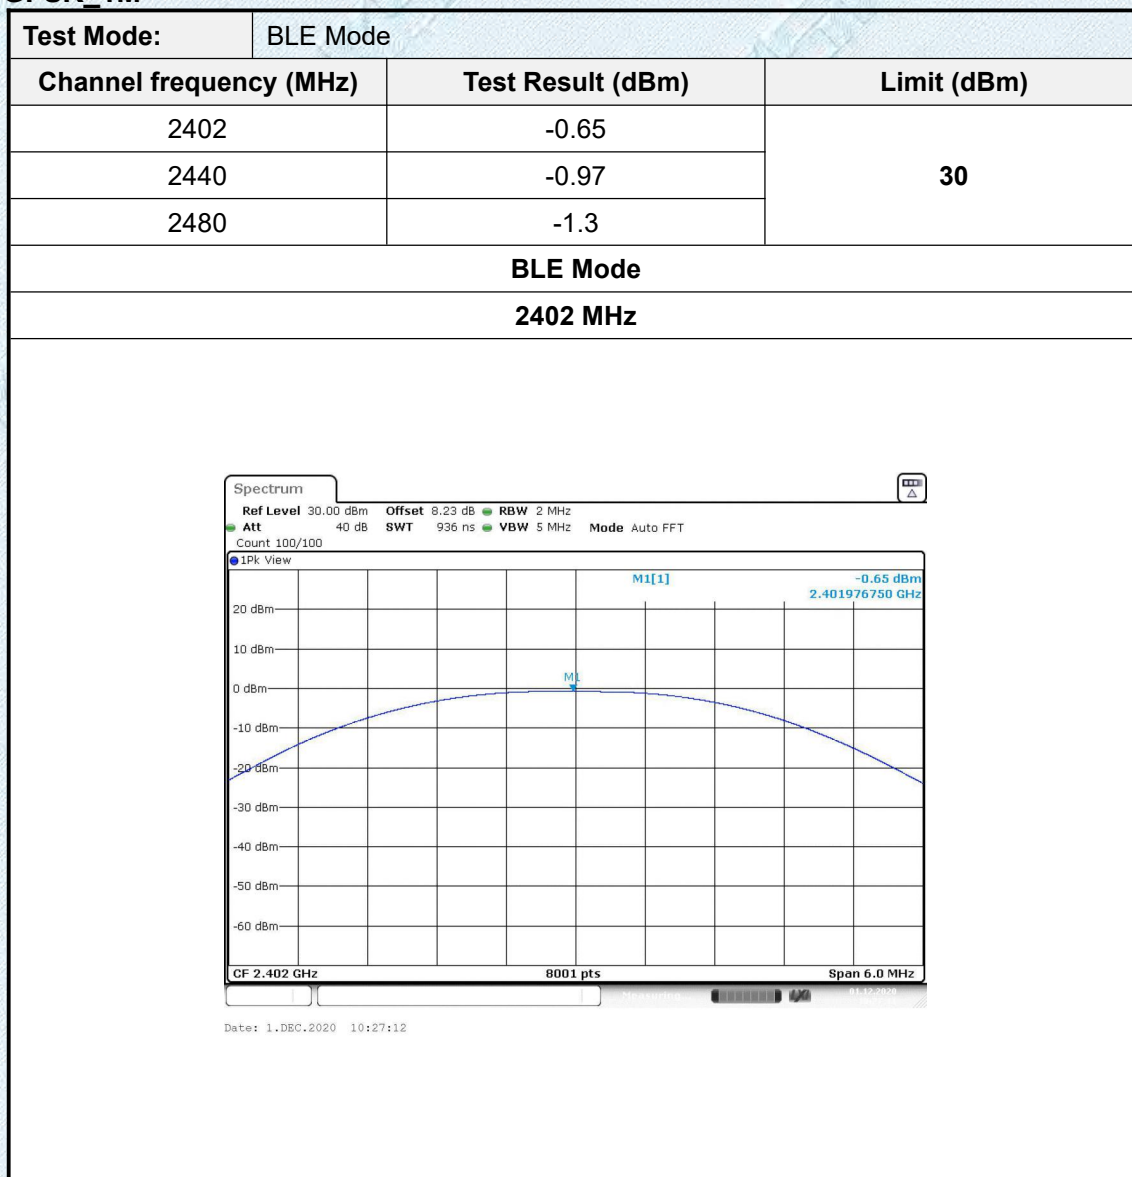 Test Mode: BLE Mode
Channel frequency (MHz) Test Result (dBm) Limit (dBm)
2402 -0.65
2440 -0.97 30
2480 -1.3
BLE Mode
2402 MHz
Spectrum
Ref Level 30.00 dBm Offset 8.23 dB RBW 2 MHz
Att 40 dB SWT 936 ns VBW 5 MHz Mode Auto FFT
Count 100/100
1Pk View
M1[1] -0.65 dBm
2.401976750 GHz
20 dBm
10 dBm
M1
0 dBm
-10 dBm
-20 dBm
-30 dBm
-40 dBm
-50 dBm
-60 dBm
CF 2.402 GHz 8001 pts Span 6.0 MHz
Measuring 01.12.2020
Date: 1.DEC.2020 10:27:12